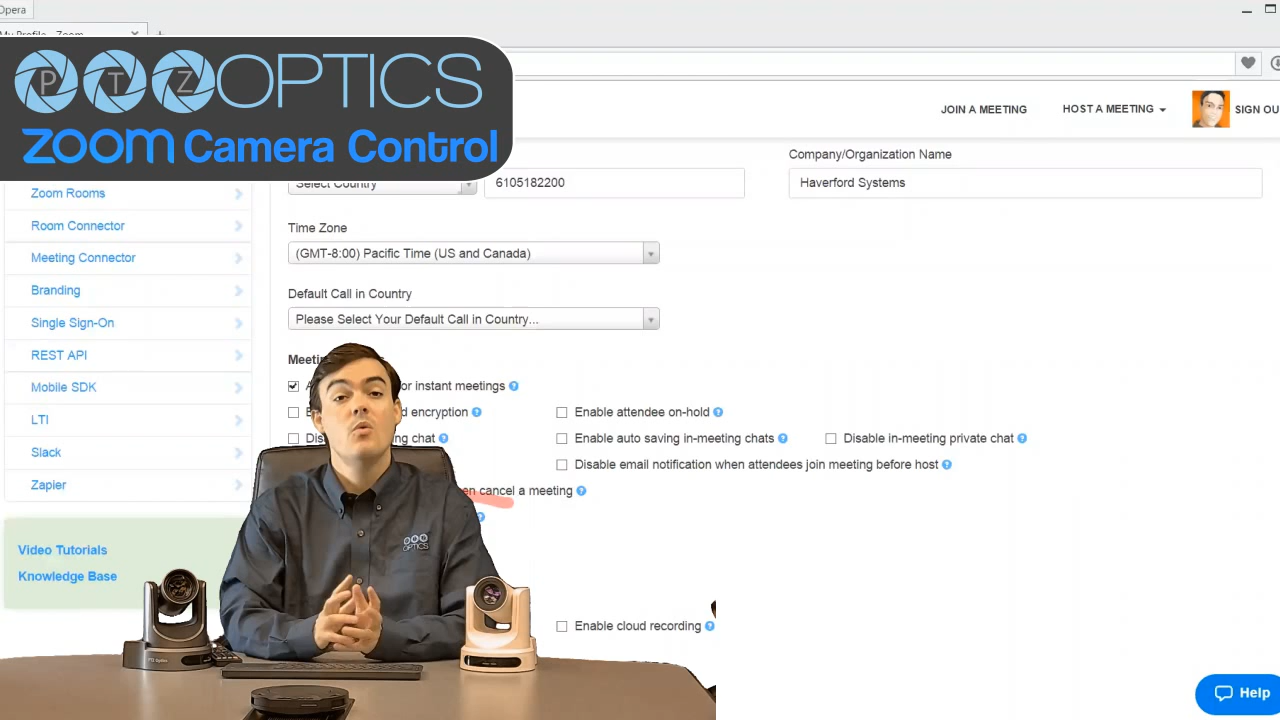 Opera
My Profile - Zoom
PTZOPTICS
zoom Camera Control
JOIN A MEETING
HOST A MEETING
SIGN OU
Company/Organization Name
Select Country
6105182200
Haverford Systems
Zoom Rooms
Room Connector
Meeting Connector
Branding
Single Sign-On
REST API
Mobile SDK
LTI
Slack
Zapier
Video Tutorials
Knowledge Base
Time Zone
(GMT-8:00) Pacific Time (US and Canada)
Default Call in Country
Please Select Your Default Call in Country...
or instant meetings
encryption
Enable attendee on-hold
chat
Enable auto saving in-meeting chats
Disable in-meeting private chat
Disable email notification when attendees join meeting before host
en cancel a meeting
Enable cloud recording
OPTICS
Help